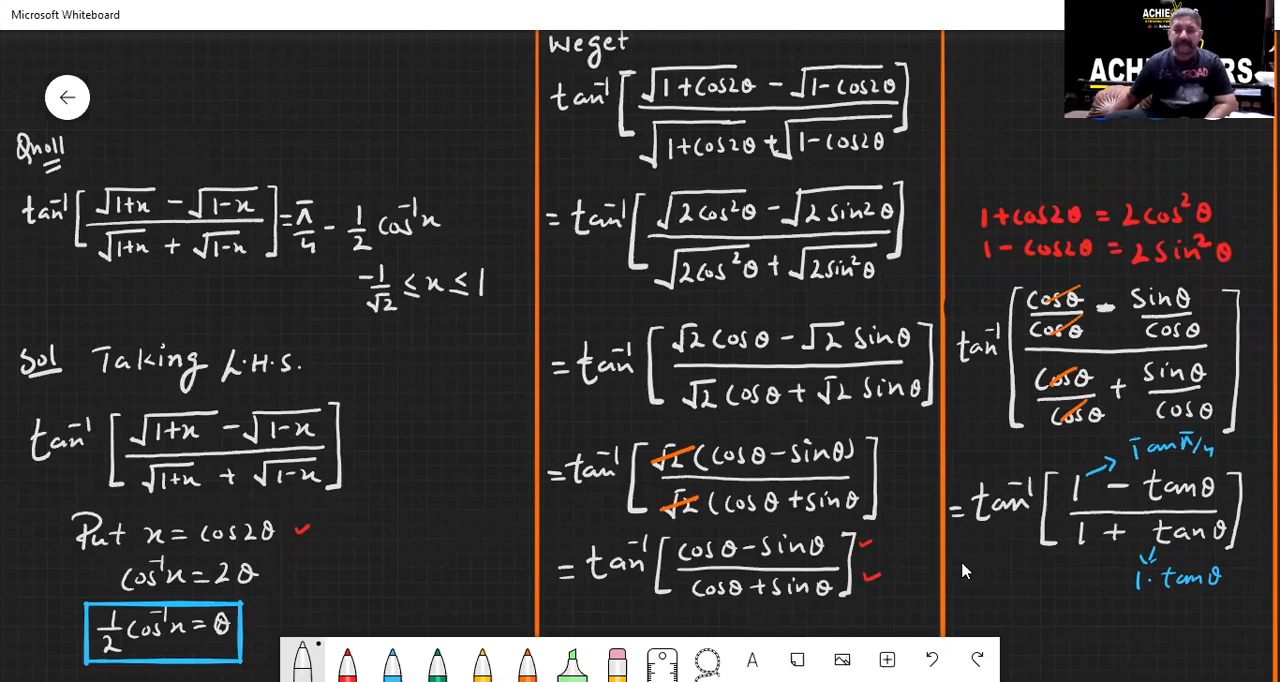 Microsoft Whiteboard
ACHIEVERS
ACHIEVERS
Qno11
tan⁻¹[(√(1+x) − √(1−x))/(√(1+x) + √(1−x))] = π/4 − 1/2 cos⁻¹x
−1/√2 ≤ x ≤ 1
Sol Taking L.H.S.
tan⁻¹[(√(1+x) − √(1−x))/(√(1+x) + √(1−x))]
Put x = cos2θ ✓
cos⁻¹x = 2θ
1/2 cos⁻¹x = θ
We get
tan⁻¹[(√(1+cos2θ) − √(1−cos2θ))/(√(1+cos2θ) + √(1−cos2θ))]
= tan⁻¹[(√(2cos²θ) − √(2sin²θ))/(√(2cos²θ) + √(2sin²θ))]
= tan⁻¹[(√2 cosθ − √2 sinθ)/(√2 cosθ + √2 sinθ)]
= tan⁻¹[√2(cosθ − sinθ)/√2(cosθ + sinθ]
= tan⁻¹[(cosθ − sinθ)/(cosθ + sinθ)] ✓ ✓
1 + cos2θ = 2cos²θ
1 − cos2θ = 2sin²θ
tan⁻¹[(cosθ/cosθ − sinθ/cosθ)/(cosθ/cosθ + sinθ/cosθ)]
tan π/4
= tan⁻¹[(1 − tanθ)/(1 + tanθ)]
1·tanθ
A